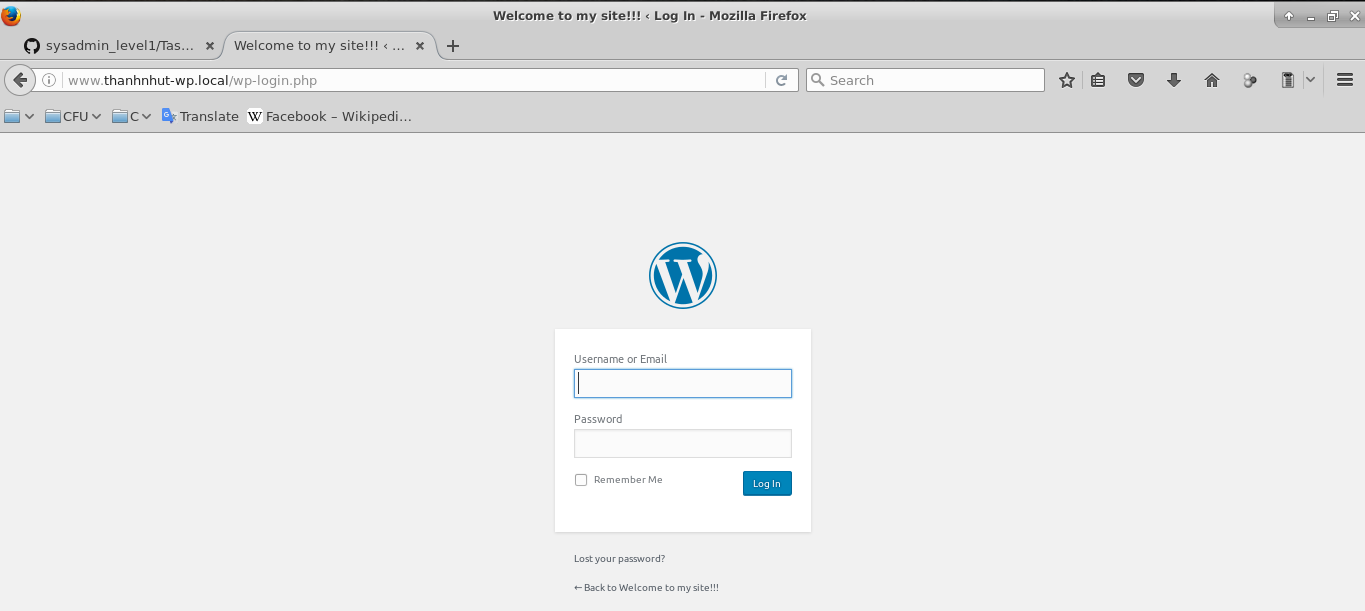 Welcome to my site!!! ‹ Log In - Mozilla Firefox
sysadmin_level1/Tas...
Welcome to my site!!! ‹ ...
www.thanhnhut-wp.local/wp-login.php
Search
CFU
C
Translate
W Facebook – Wikipedi...
Username or Email
Password
Remember Me
Log In
Lost your password?
← Back to Welcome to my site!!!